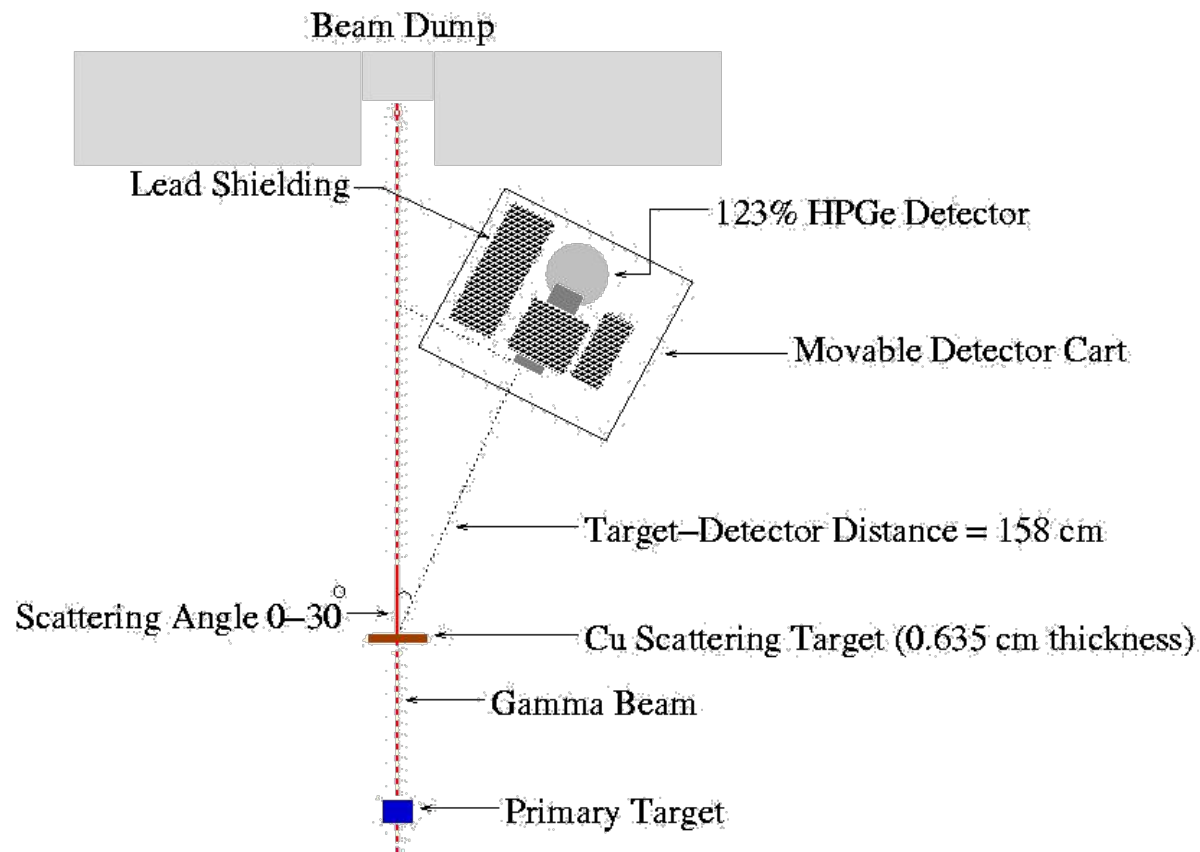 Beam Dump
Lead Shielding
123% HPGe Detector
Movable Detector Cart
Target–Detector Distance = 158 cm
Scattering Angle 0–30°
Cu Scattering Target (0.635 cm thickness)
Gamma Beam
Primary Target